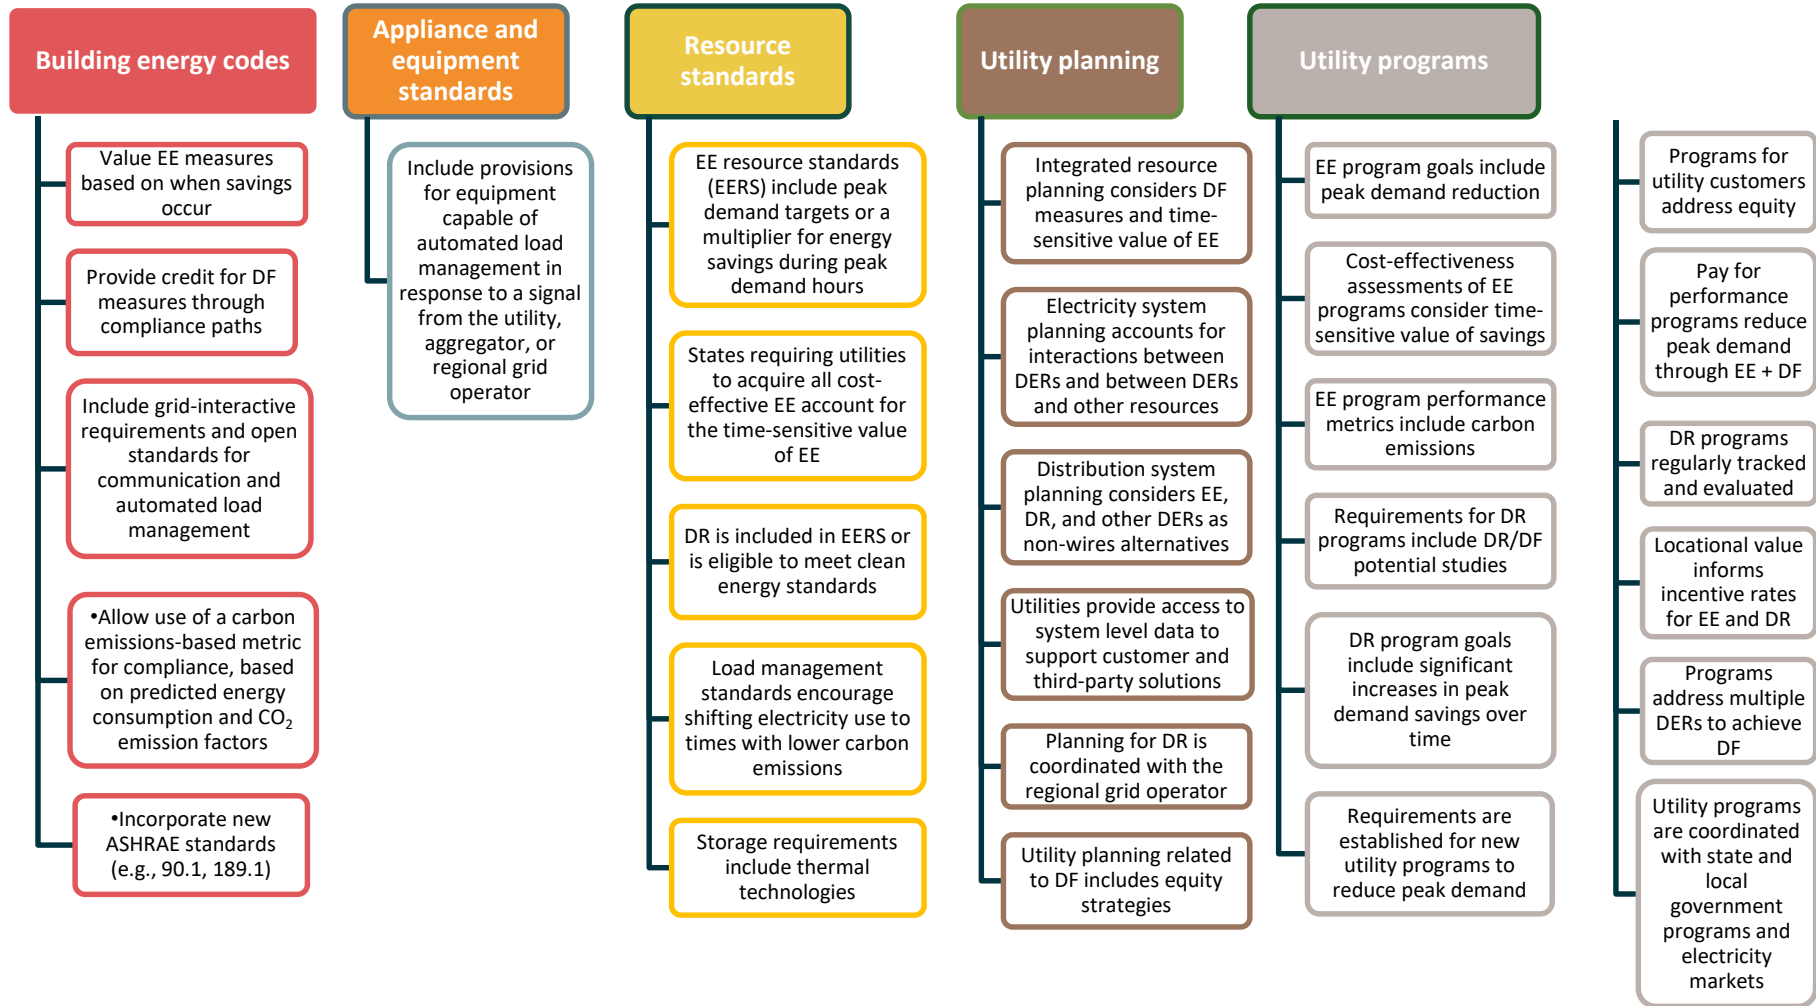 Building energy codes
Value EE measures
based on when savings
occur
Provide credit for DF
measures through
compliance paths
Include grid-interactive
requirements and open
standards for
communication and
automated load
management
•Allow use of a carbon
emissions-based metric
for compliance, based
on predicted energy
consumption and CO₂
emission factors
•Incorporate new
ASHRAE standards
(e.g., 90.1, 189.1)
Appliance and
equipment
standards
Include provisions
for equipment
capable of
automated load
management in
response to a signal
from the utility,
aggregator, or
regional grid
operator
Resource
standards
EE resource standards
(EERS) include peak
demand targets or a
multiplier for energy
savings during peak
demand hours
States requiring utilities
to acquire all cost-
effective EE account for
the time-sensitive value
of EE
DR is included in EERS or
is eligible to meet clean
energy standards
Load management
standards encourage
shifting electricity use to
times with lower carbon
emissions
Storage requirements
include thermal
technologies
Utility planning
Integrated resource
planning considers DF
measures and time-
sensitive value of EE
Electricity system
planning accounts for
interactions between
DERs and between DERs
and other resources
Distribution system
planning considers EE,
DR, and other DERs as
non-wires alternatives
Utilities provide access to
system level data to
support customer and
third-party solutions
Planning for DR is
coordinated with the
regional grid operator
Utility planning related
to DF includes equity
strategies
Utility programs
EE program goals include
peak demand reduction
Cost-effectiveness
assessments of EE
programs consider time-
sensitive value of savings
EE program performance
metrics include carbon
emissions
Requirements for DR
programs include DR/DF
potential studies
DR program goals
include significant
increases in peak
demand savings over
time
Requirements are
established for new
utility programs to
reduce peak demand
Programs for
utility customers
address equity
Pay for
performance
programs reduce
peak demand
through EE + DF
DR programs
regularly tracked
and evaluated
Locational value
informs
incentive rates
for EE and DR
Programs
address multiple
DERs to achieve
DF
Utility programs
are coordinated
with state and
local
government
programs and
electricity
markets